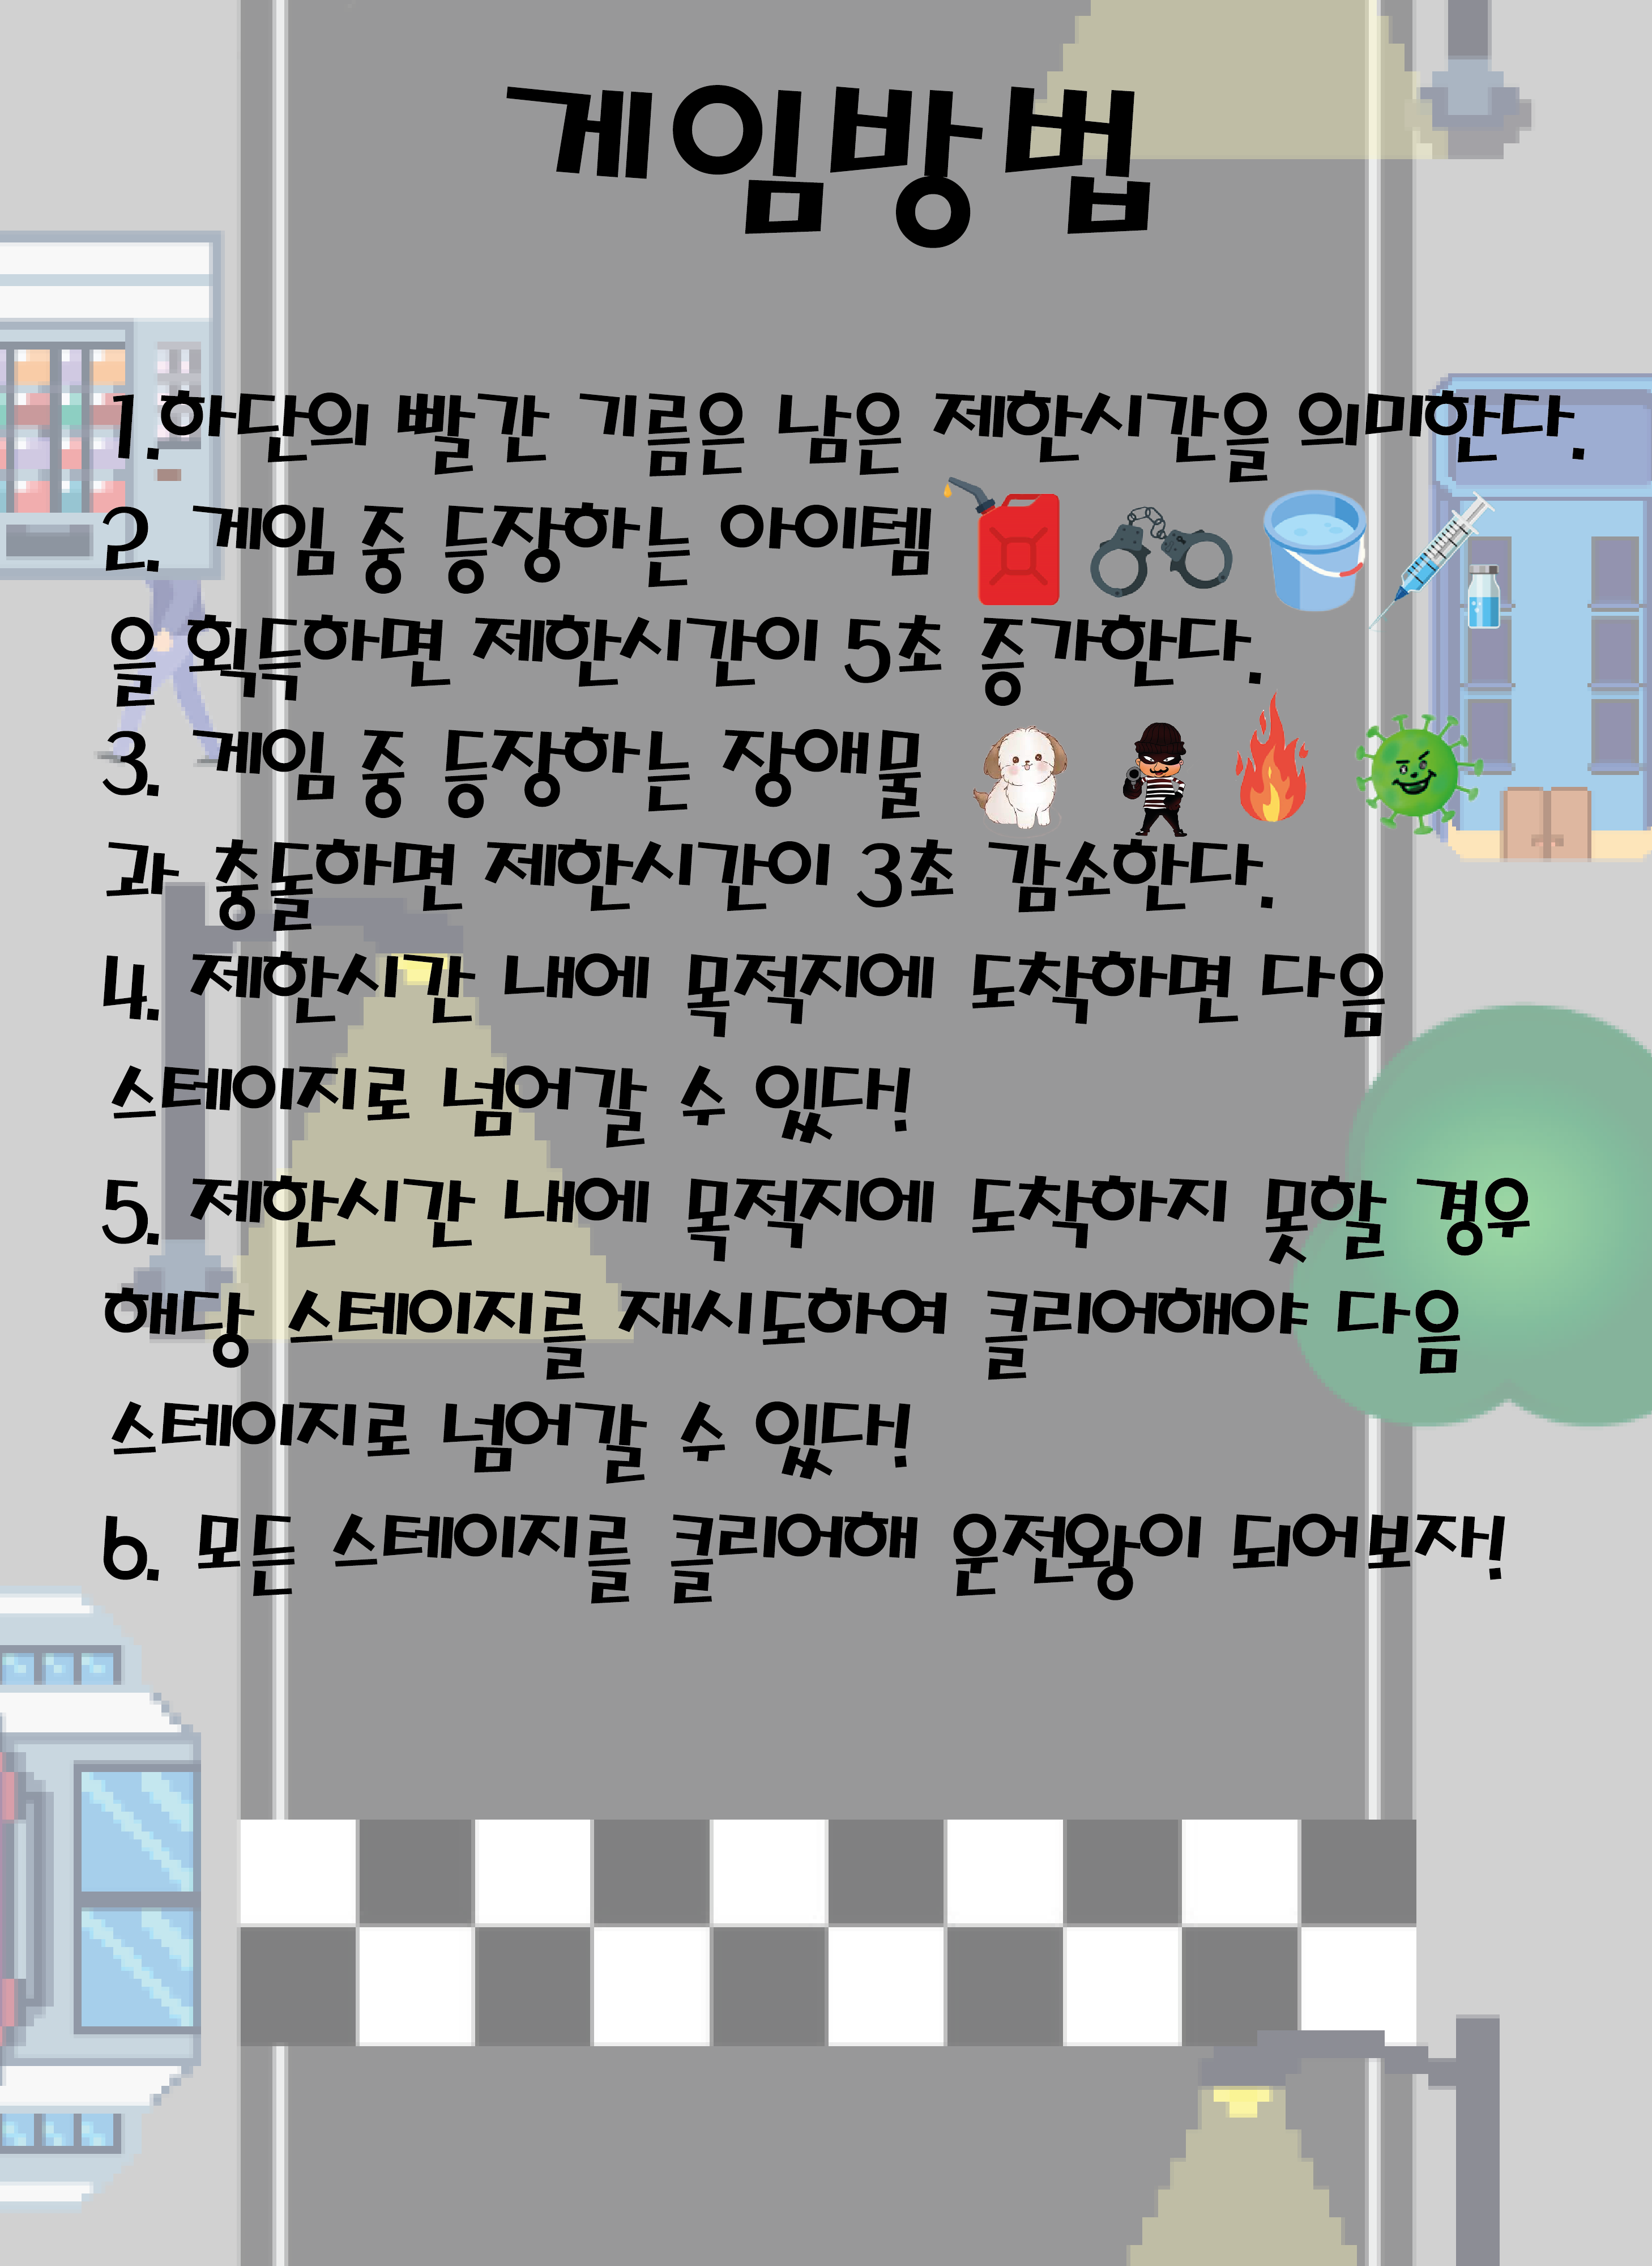 게임방법
1.하단의 빨간 기름은 남은 제한시간을 의미한다.
2. 게임 중 등장하는 아이템
을 획득하면 제한시간이 5초 증가한다.
3. 게임 중 등장하는 장애물
과 충돌하면 제한시간이 3초 감소한다.
4. 제한시간 내에 목적지에 도착하면 다음
스테이지로 넘어갈 수 있다!
5. 제한시간 내에 목적지에 도착하지 못할 경우
해당 스테이지를 재시도하여 클리어해야 다음
스테이지로 넘어갈 수 있다!
6. 모든 스테이지를 클리어해 운전왕이 되어보자!